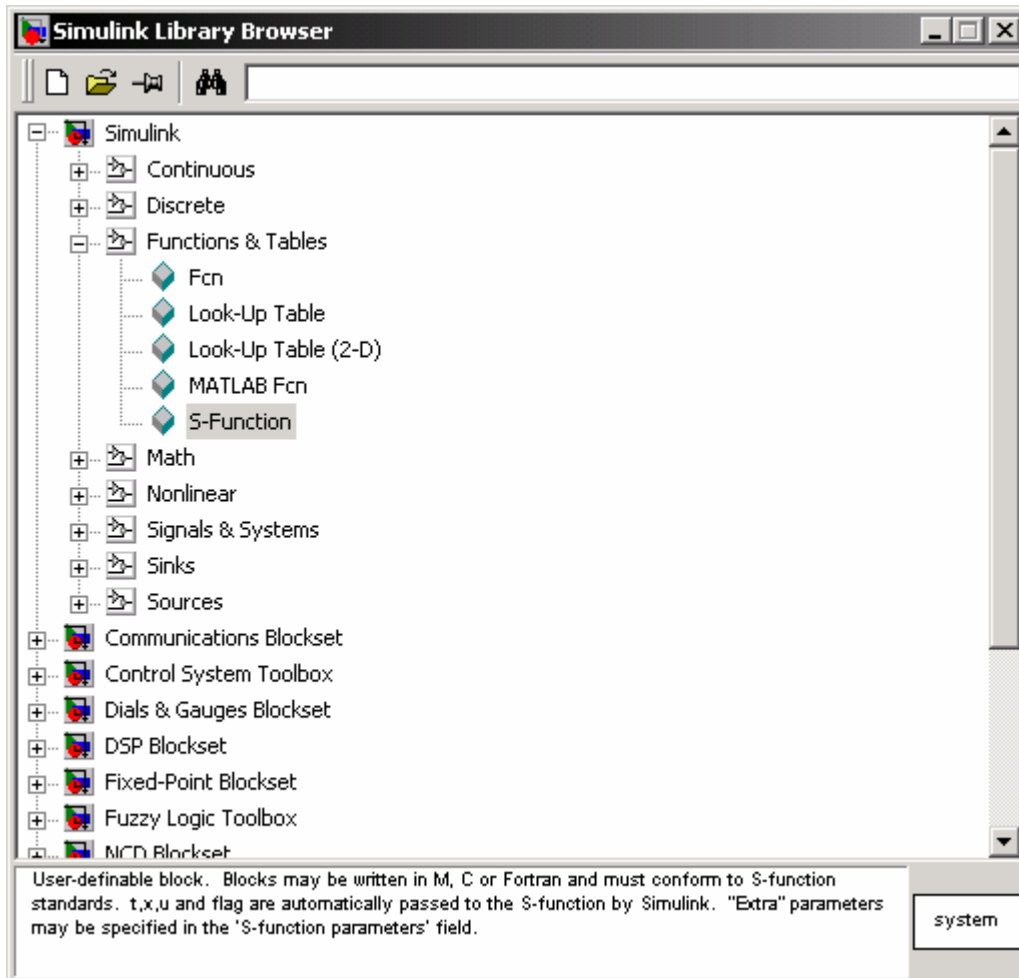 Simulink Library Browser
Simulink
Continuous
Discrete
Functions & Tables
Fcn
Look-Up Table
Look-Up Table (2-D)
MATLAB Fcn
S-Function
Math
Nonlinear
Signals & Systems
Sinks
Sources
Communications Blockset
Control System Toolbox
Dials & Gauges Blockset
DSP Blockset
Fixed-Point Blockset
Fuzzy Logic Toolbox
NCD Blockset
User-definable block. Blocks may be written in M, C or Fortran and must conform to S-function
standards. t,x,u and flag are automatically passed to the S-function by Simulink. "Extra" parameters
may be specified in the 'S-function parameters' field.
system